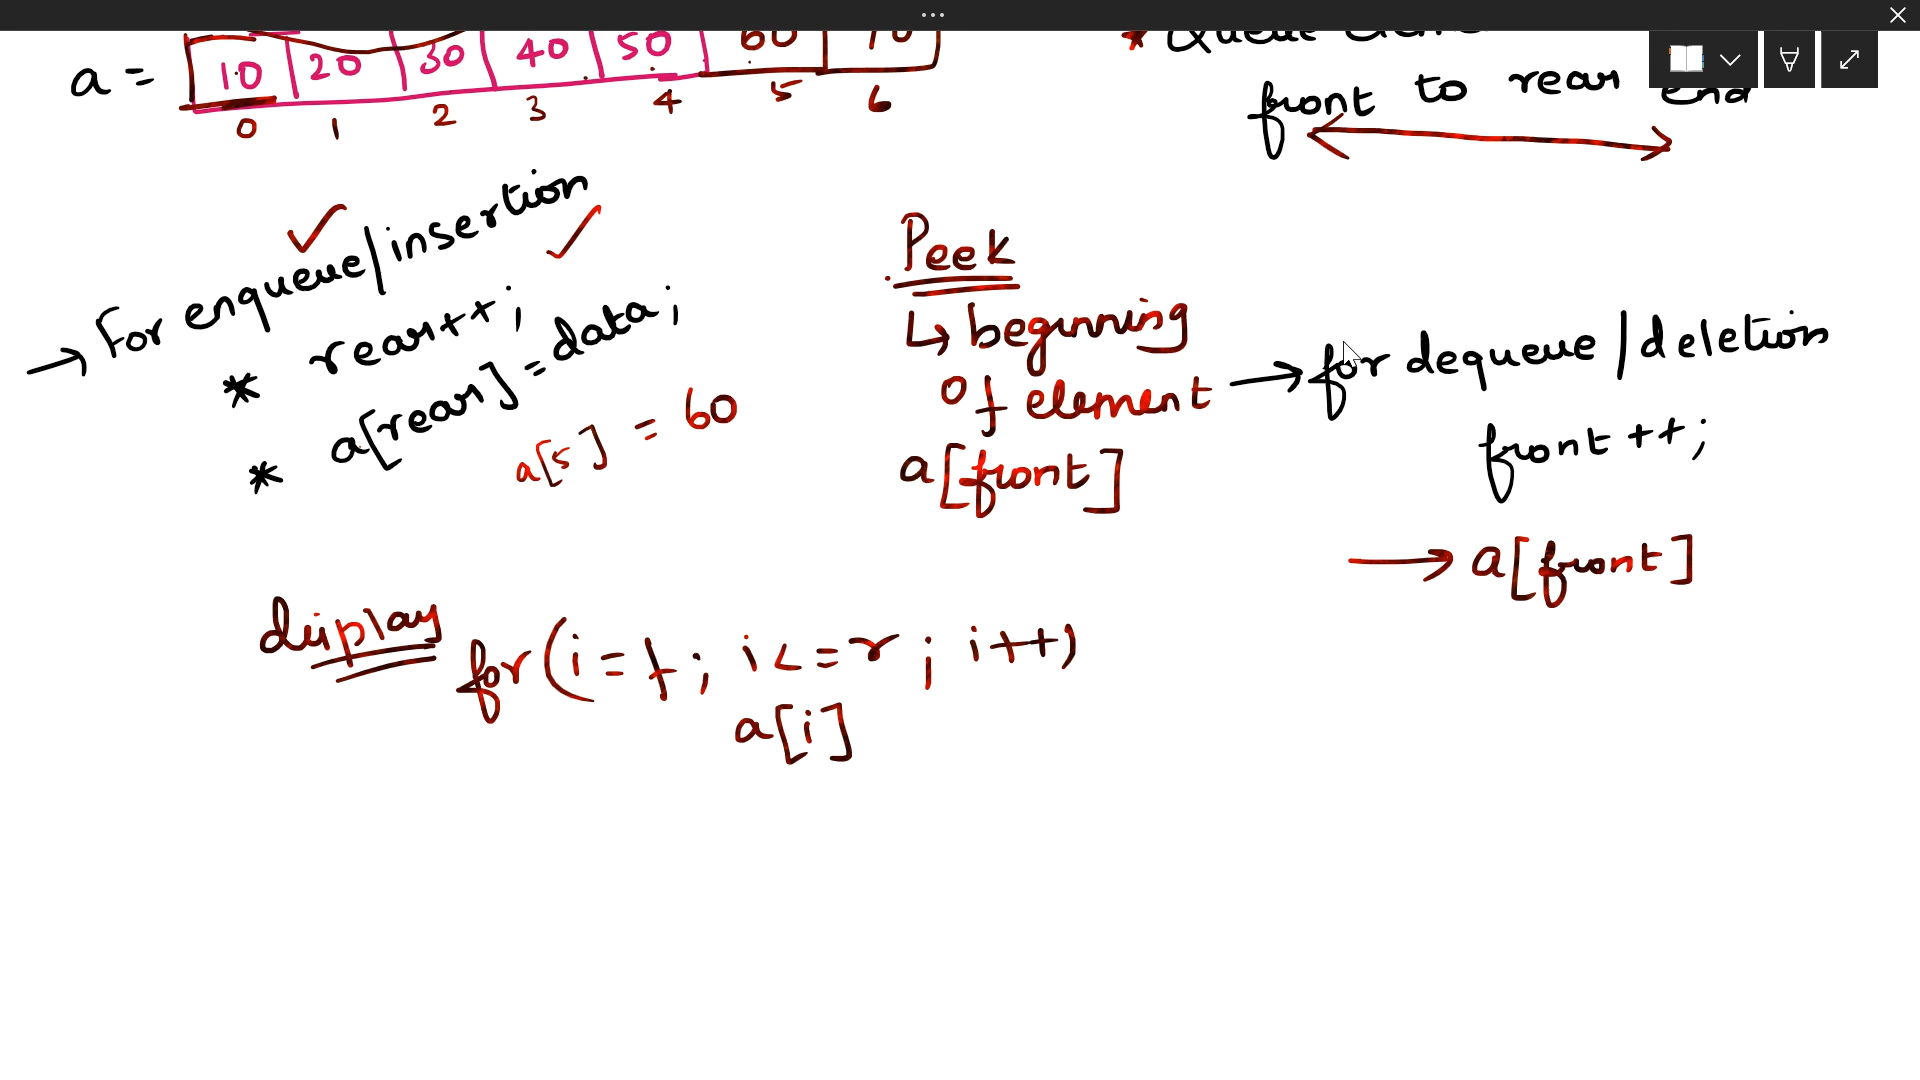 a = 10 20 30 40 50 60 70
0 1 2 3 4 5 6
* Queue
front to rear end
→ For enqueue/insertion
* rear++;
* a[rear] = data;
a[5] = 60
Peek
↳ beginning
of element
a[front]
→ for dequeue/deletion
front++;
→ a[front]
display
for(i=f; i<=r; i++)
a[i]